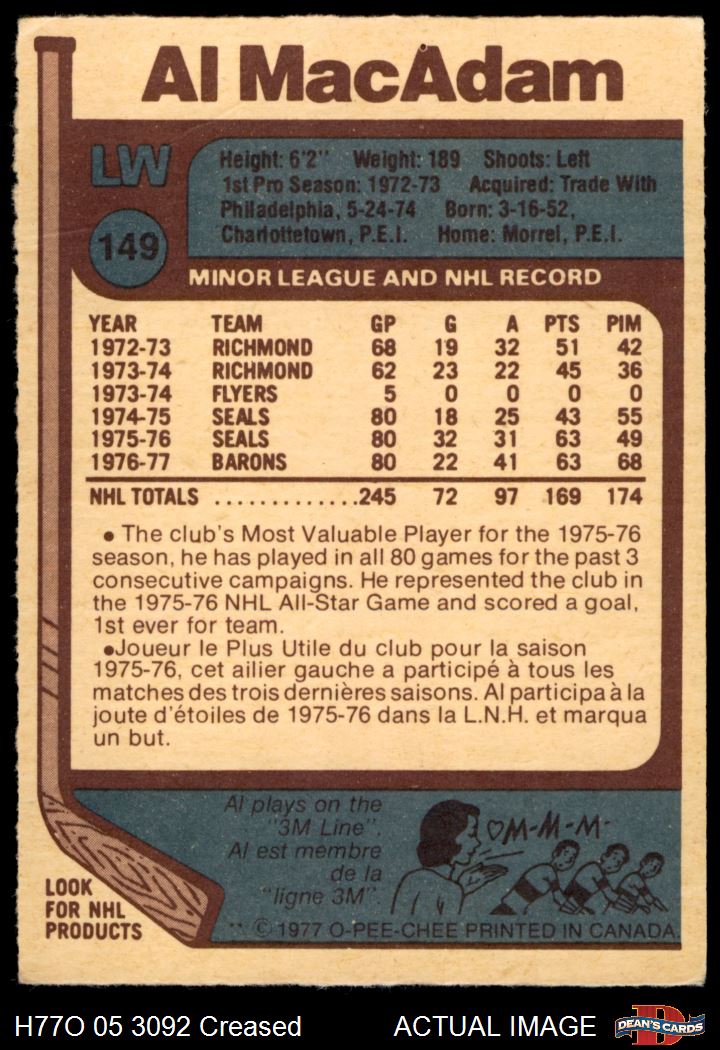 Al MacAdam
LW
Height: 6'2" Weight: 189 Shoots: Left
1st Pro Season: 1972-73 Acquired: Trade With
Philadelphia, 5-24-74 Born: 3-16-52,
Charlottetown, P.E.I. Home: Morrel, P.E.I.
149
MINOR LEAGUE AND NHL RECORD
YEAR TEAM GP G A PTS PIM
1972-73 RICHMOND 68 19 32 51 42
1973-74 RICHMOND 62 23 22 45 36
1973-74 FLYERS 5 0 0 0 0
1974-75 SEALS 80 18 25 43 55
1975-76 SEALS 80 32 31 63 49
1976-77 BARONS 80 22 41 63 68
NHL TOTALS ..............245 72 97 169 174
• The club's Most Valuable Player for the 1975-76
season, he has played in all 80 games for the past 3
consecutive campaigns. He represented the club in
the 1975-76 NHL All-Star Game and scored a goal,
1st ever for team.
•Joueur le Plus Utile du club pour la saison
1975-76, cet ailier gauche a participé à tous les
matches des trois dernières saisons. Al participa à la
joute d'étoiles de 1975-76 dans la L.N.H. et marqua
un but.
Al plays on the
"3M Line".
Al est membre
de la
"ligne 3M".
♡M-M-M-
LOOK
FOR NHL
PRODUCTS
** © 1977 O-PEE-CHEE PRINTED IN CANADA
H77O 05 3092 Creased ACTUAL IMAGE
D
DEAN'S CARDS